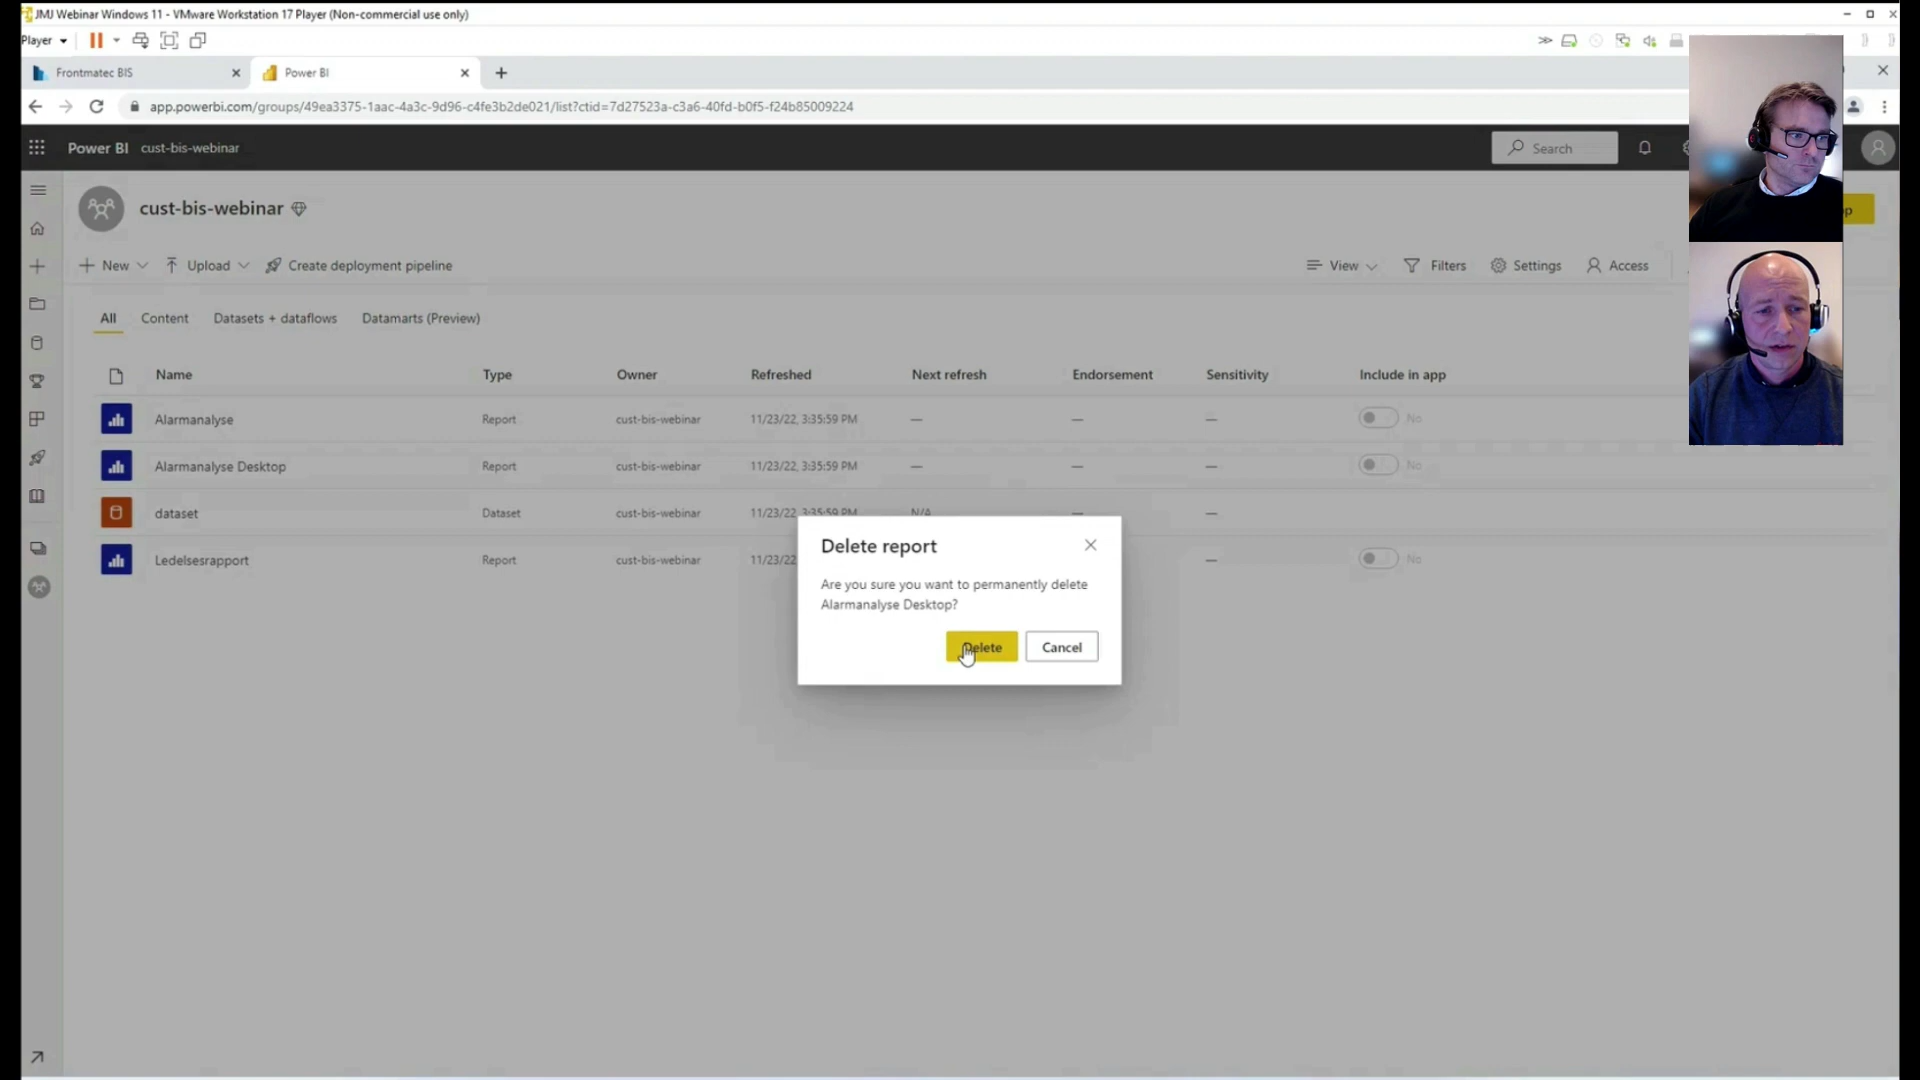 JMJ Webinar Windows 11 - VMware Workstation 17 Player (Non-commercial use only)
Player
Frontmatec BIS
Power BI
app.powerbi.com/groups/49ea3375-1aac-4a3c-9d96-c4fe3b2de021/list?ctid=7d27523a-c3a6-40fd-b0f5-f24b85009224
Power BI cust-bis-webinar
Search
cust-bis-webinar
New Upload Create deployment pipeline
View Filters Settings Access
All Content Datasets + dataflows Datamarts (Preview)
Name Type Owner Refreshed Next refresh Endorsement Sensitivity Include in app
Alarmanalyse Report cust-bis-webinar 11/23/22, 3:35:59 PM — — — No
Alarmanalyse Desktop Report cust-bis-webinar 11/23/22, 3:35:59 PM — — — No
dataset Dataset cust-bis-webinar 11/23/22, 3:35:59 PM N/A — —
Ledelsesrapport Report cust-bis-webinar 11/23/22 — No
Delete report
Are you sure you want to permanently delete
Alarmanalyse Desktop?
Delete Cancel